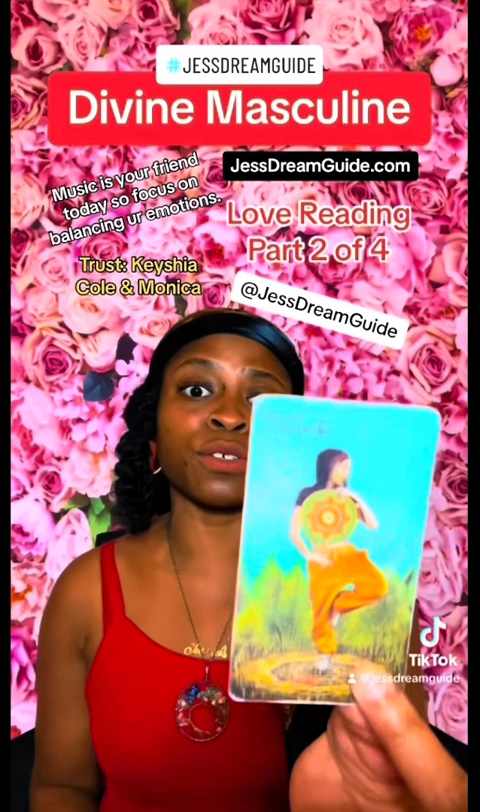 #JESSDREAMGUIDE
Divine Masculine
Music is your friend
today so focus on
balancing ur emotions.
JessDreamGuide.com
Love Reading
Part 2 of 4
Trust: Keyshia
Cole & Monica
@JessDreamGuide
TikTok
@jessdreamguide